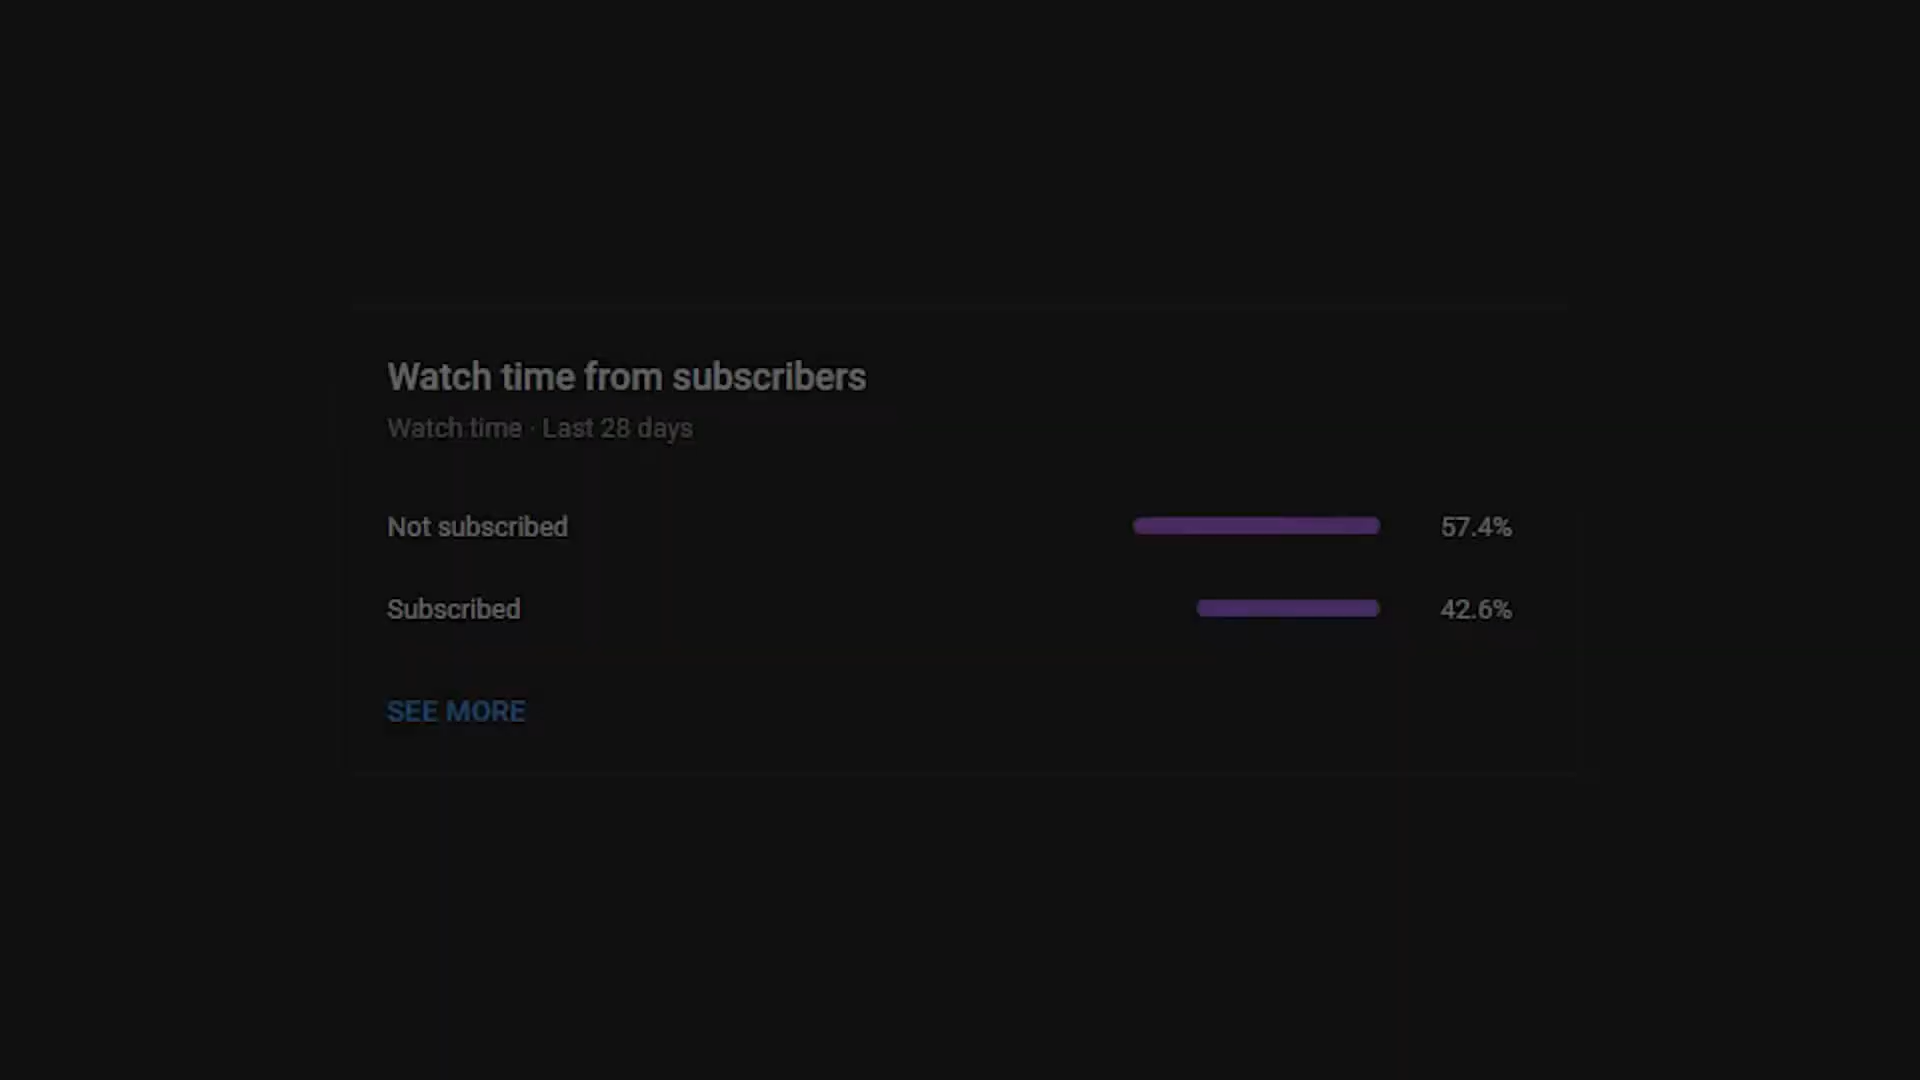 Watch time from subscribers
Watch time · Last 28 days
Not subscribed 57.4%
Subscribed 42.6%
SEE MORE